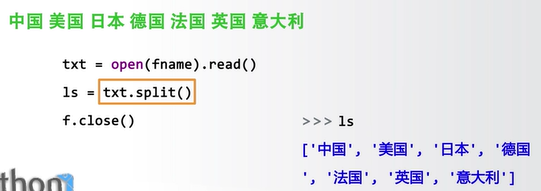 中国 美国 日本 德国 法国 英国 意大利
txt = open(fname).read()
ls = txt.split()
f.close()
>>> ls
['中国', '美国', '日本', '德国
', '法国', '英国', '意大利']
thon